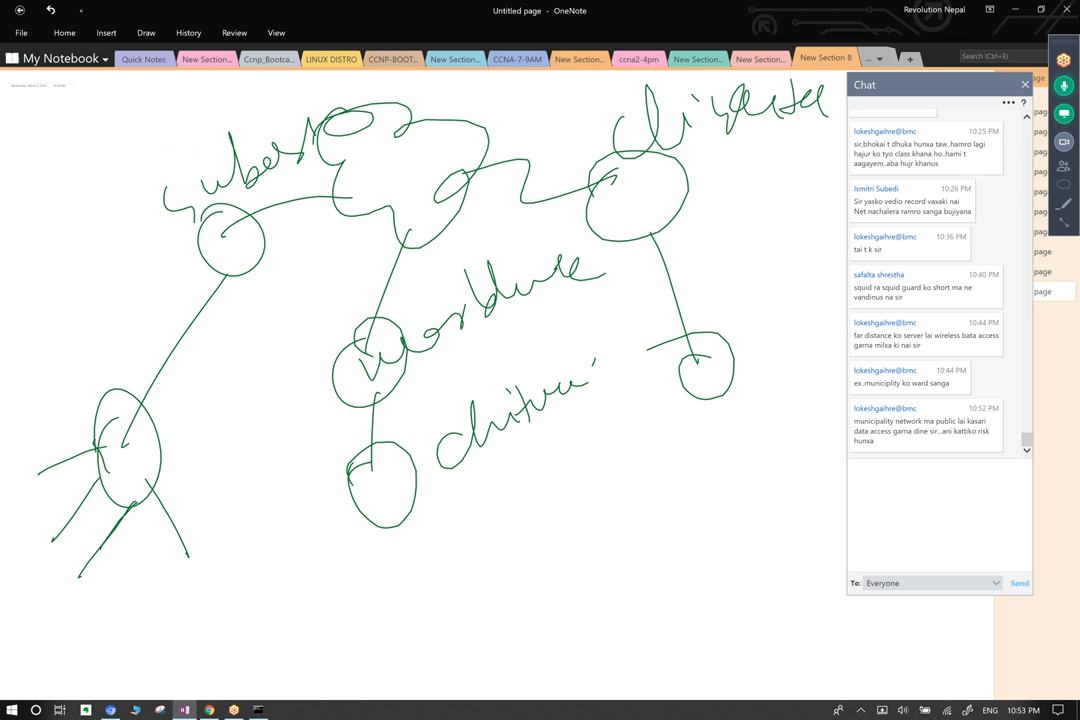 Untitled page - OneNote
Revolution Nepal
File Home Insert Draw History Review View
My Notebook
Quick Notes
New Section...
Ccnp_Bootca...
LINUX DISTRO
CCNP-BOOT...
New Section...
CCNA-7-9AM
New Section...
ccna2-4pm
New Section...
New Section...
New Section 8
...
Search (Ctrl+E)
Chat
lokeshgaihre@bmc 10:25 PM
sir,bhokai t dhuka hunxa taw..hamro lagi
hajur ko tyo class khana ho..hami t
aagayem..aba hujr khanus
Ismitri Subedi 10:26 PM
Sir yasko vedio record vaxaki nai
Net nachalera ramro sanga bujiyana
lokeshgaihre@bmc 10:36 PM
tai t k sir
safalta shrestha 10:40 PM
squid ra squid guard ko short ma ne
vandinus na sir
lokeshgaihre@bmc 10:44 PM
far distance ko server lai wireless bata access
garna milxa ki nai sir
lokeshgaihre@bmc 10:44 PM
ex..municiplity ko ward sanga
lokeshgaihre@bmc 10:52 PM
municipality network ma public lai kasari
data access garna dine sir...ani kattiko risk
hunxa
To: Everyone Send
page
page
page
ENG 10:53 PM